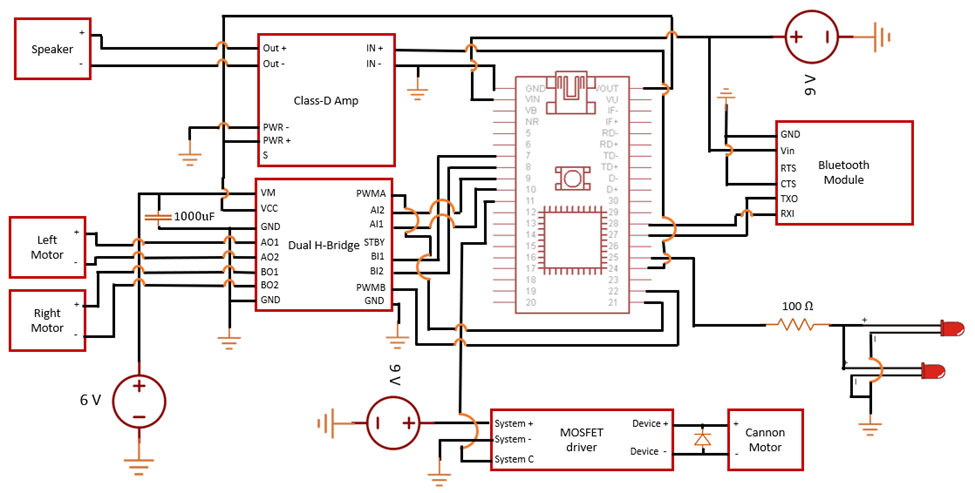 Speaker
+
-
Out +
Out -
IN +
IN -
Class-D Amp
PWR -
PWR +
S
9 V
+
GND
VIN
VB
NR
5
6
7
8
9
10
11
12
13
14
15
16
17
18
19
20
VOUT
VU
IF-
IF+
RD-
RD+
TD-
TD+
D-
D+
30
29
28
27
26
25
24
23
22
21
GND
Vin
RTS
CTS
TXO
RXI
Bluetooth
Module
VM
VCC
GND
AO1
AO2
BO1
BO2
GND
Dual H-Bridge
PWMA
AI2
AI1
STBY
BI1
BI2
PWMB
GND
1000uF
Left
Motor
+
-
Right
Motor
+
-
6 V
+
-
100 Ω
+
-
+
-
9 V
+
System +
System -
System C
MOSFET
driver
Device +
Device -
Cannon
Motor
+
-